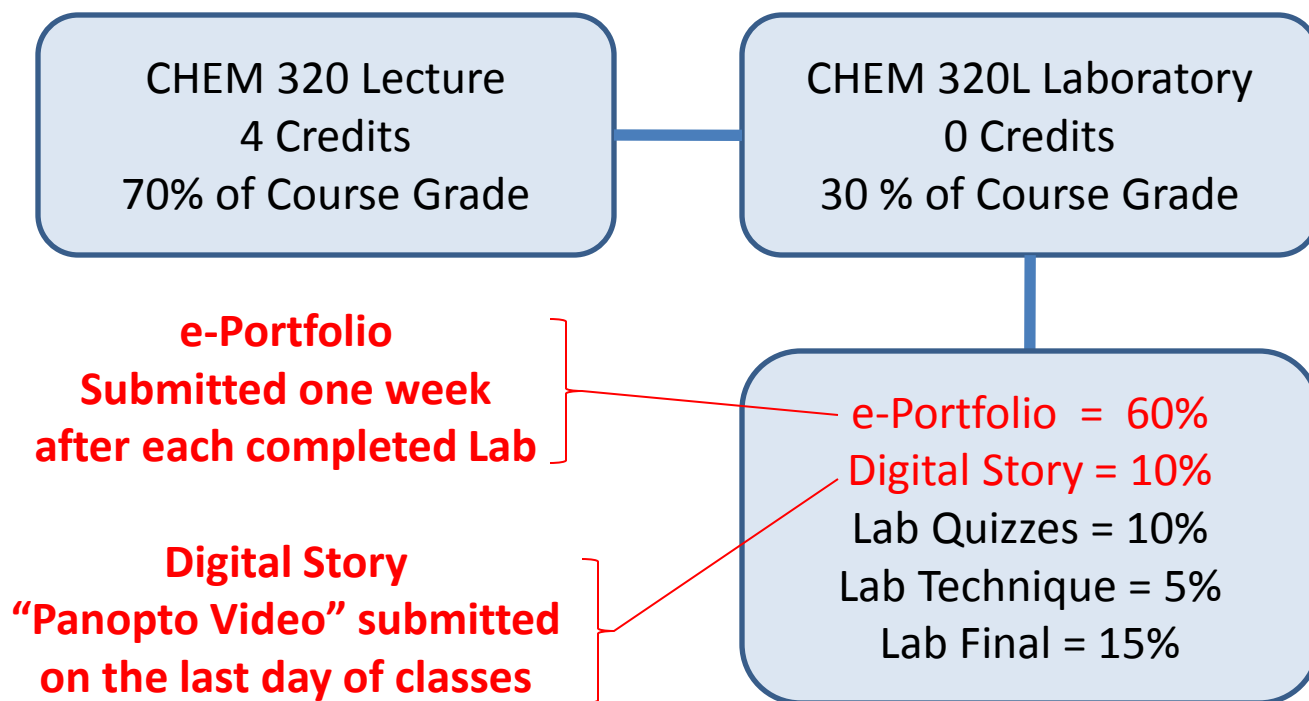 CHEM 320 Lecture
4 Credits
70% of Course Grade
CHEM 320L Laboratory
0 Credits
30 % of Course Grade
e-Portfolio
Submitted one week
after each completed Lab
Digital Story
“Panopto Video” submitted
on the last day of classes
e-Portfolio = 60%
Digital Story = 10%
Lab Quizzes = 10%
Lab Technique = 5%
Lab Final = 15%